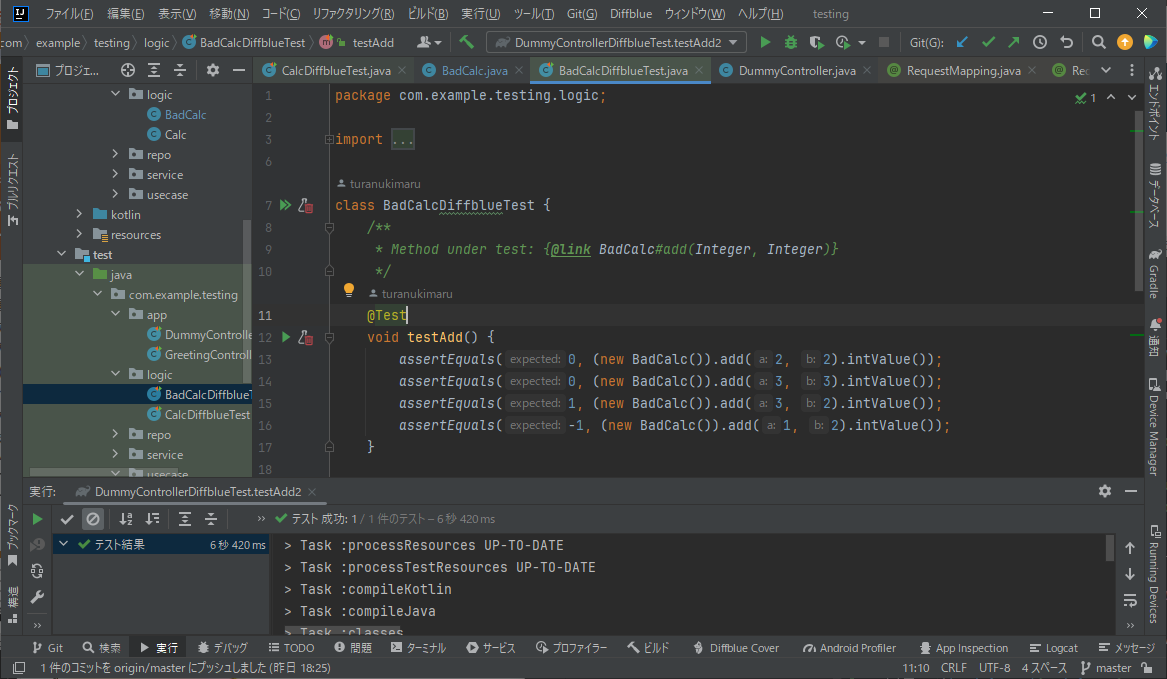 ファイル(F) 編集(E) 表示(V) 移動(N) コード(C) リファクタリング(R) ビルド(B) 実行(U) ツール(T) Git(G) Diffblue ウィンドウ(W) ヘルプ(H) testing
com example testing logic BadCalcDiffblueTest testAdd DummyControllerDiffblueTest.testAdd2 Git(G):
プロジェ... CalcDiffblueTest.java BadCalc.java BadCalcDiffblueTest.java DummyController.java RequestMapping.java Rec
プロジェクト
プルリクエスト
ブックマーク
構造
logic
BadCalc
Calc
repo
service
usecase
kotlin
resources
test
java
com.example.testing
app
DummyControlle
GreetingControll
logic
BadCalcDiffblueT
CalcDiffblueTest
repo
service
usecase
1 package com.example.testing.logic;
1
2
3 import ...
6
turanukimaru
7 class BadCalcDiffblueTest {
8 /**
9 * Method under test: {@link BadCalc#add(Integer, Integer)}
10 */
turanukimaru
11 @Test
12 void testAdd() {
13 assertEquals( expected: 0, (new BadCalc()).add( a: 2, b: 2).intValue());
14 assertEquals( expected: 0, (new BadCalc()).add( a: 3, b: 3).intValue());
15 assertEquals( expected: 1, (new BadCalc()).add( a: 3, b: 2).intValue());
16 assertEquals( expected: -1, (new BadCalc()).add( a: 1, b: 2).intValue());
17 }
18
エンドポイント
データベース
Gradle
通知
Device Manager
Running Devices
実行: DummyControllerDiffblueTest.testAdd2
テスト 成功: 1 / 1 件のテスト – 6 秒 420 ms
テスト結果 6 秒 420 ms
> Task :processResources UP-TO-DATE
> Task :processTestResources UP-TO-DATE
> Task :compileKotlin
> Task :compileJava
> Task :classes
Git 検索 実行 デバッグ TODO 問題 ターミナル サービス プロファイラー ビルド Diffblue Cover Android Profiler App Inspection Logcat メッセージ
1 件のコミットを origin/master にプッシュしました (昨日 18:25) 11:10 CRLF UTF-8 4 スペース master